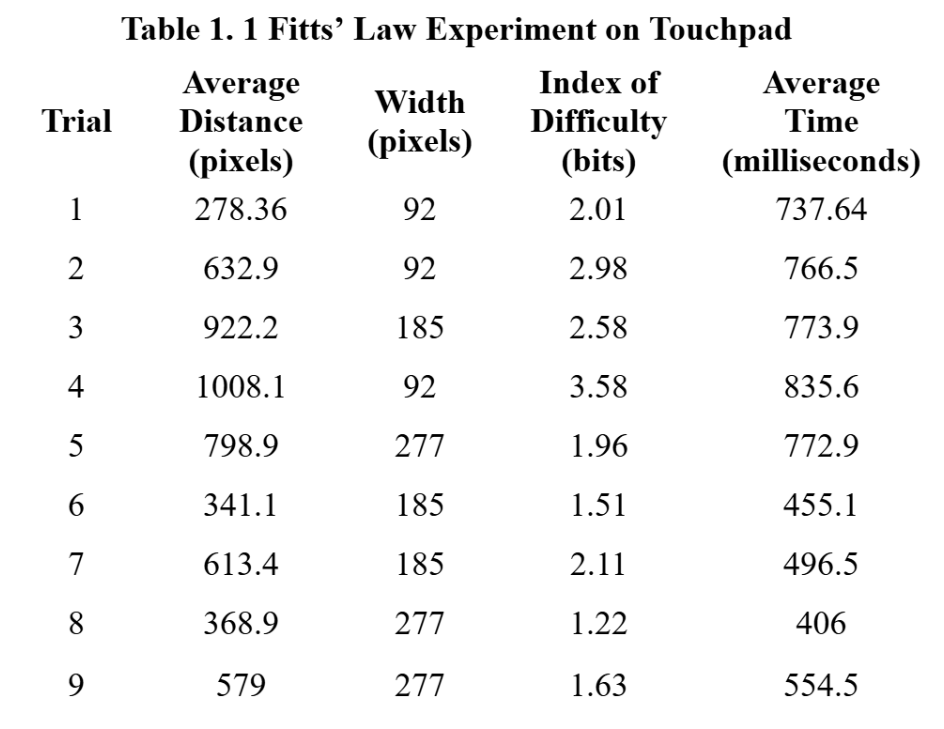 Table 1. 1 Fitts’ Law Experiment on Touchpad
Trial Average Distance (pixels) Width (pixels) Index of Difficulty (bits) Average Time (milliseconds)
1 278.36 92 2.01 737.64
2 632.9 92 2.98 766.5
3 922.2 185 2.58 773.9
4 1008.1 92 3.58 835.6
5 798.9 277 1.96 772.9
6 341.1 185 1.51 455.1
7 613.4 185 2.11 496.5
8 368.9 277 1.22 406
9 579 277 1.63 554.5